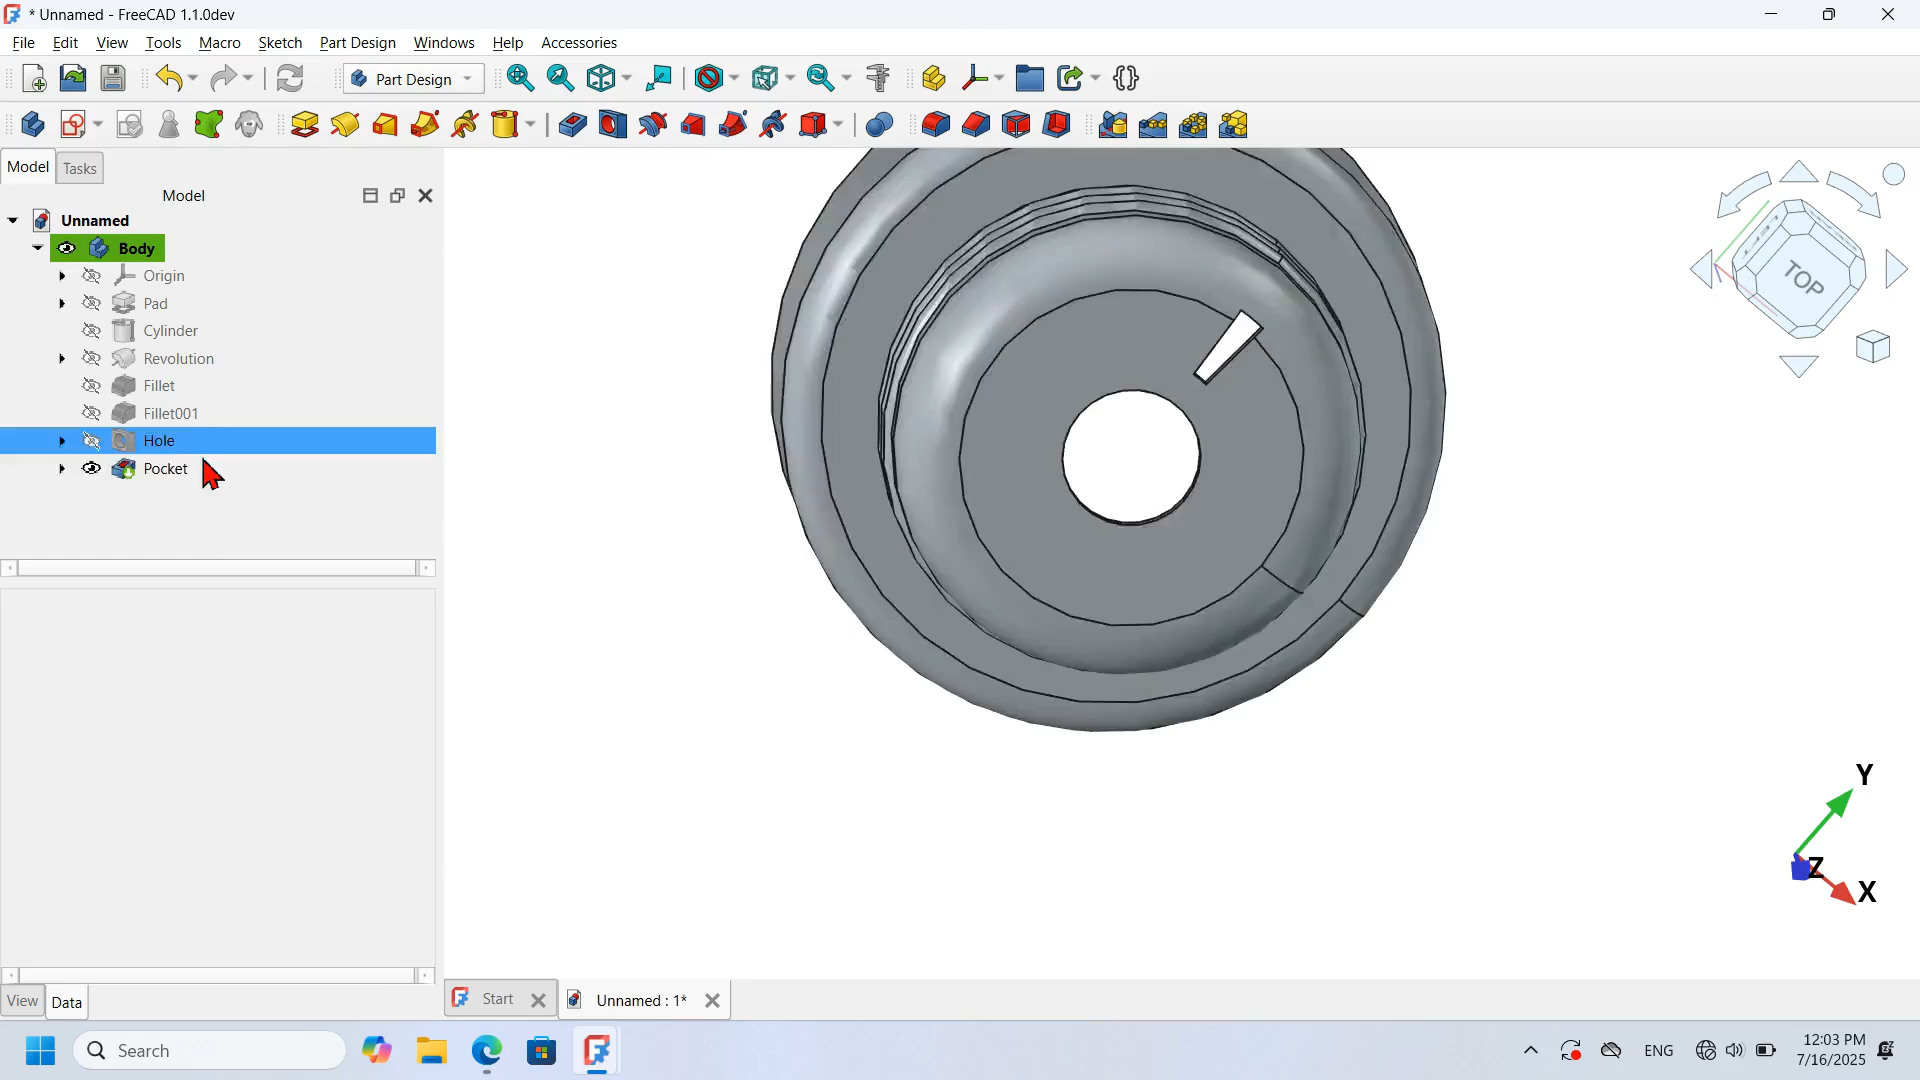 * Unnamed - FreeCAD 1.1.0dev
File Edit View Tools Macro Sketch Part Design Windows Help Accessories
Part Design
Model Tasks
Model
Unnamed
Body
Origin
Pad
Cylinder
Revolution
Fillet
Fillet001
Hole
Pocket
TOP
Y
Z
X
View Data
Start
Unnamed : 1*
Search
ENG
12:03 PM
7/16/2025